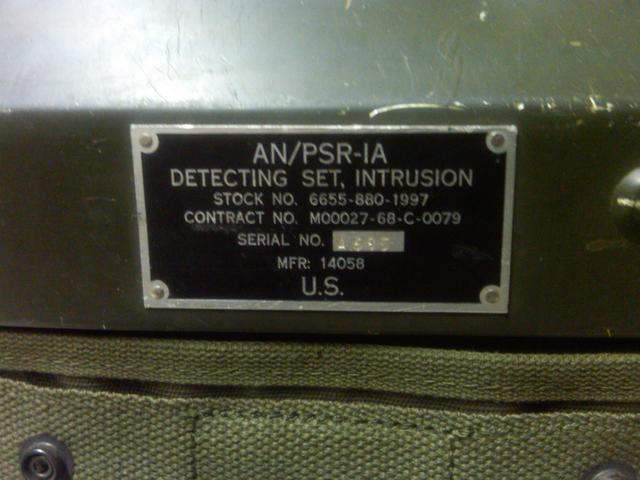 AN/PSR-1A
DETECTING SET, INTRUSION
STOCK NO. 6655-880-1997
CONTRACT NO. M00027-68-C-0079
SERIAL NO.
MFR: 14058
U.S.